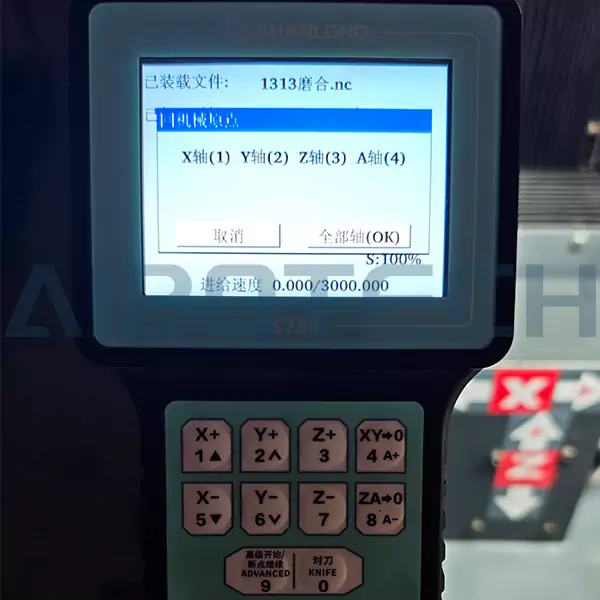 SHANLONG
已装载文件: 1313磨合.nc
已
回机械原点
X轴(1) Y轴(2) Z轴(3) A轴(4)
取消 全部轴(OK)
S:100%
进给速度 0.000/3000.000
S280
X+ Y+ Z+ XY→0
1▲ 2∧ 3 4 A+
X- Y- Z- ZA→0
5▼ 6∨ 7 8 A-
高级开始/
断点继续
ADVANCED
9
对刀
KNIFE
0
X
Z